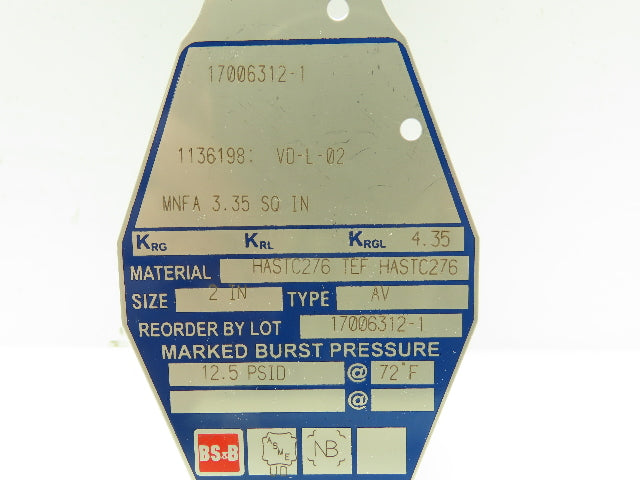 17006312-1
1136198: VD-L-02
MNFA 3.35 SQ IN
KRG KRL KRGL 4.35
MATERIAL HASTC276 TEF HASTC276
SIZE 2 IN TYPE AV
REORDER BY LOT 17006312-1
MARKED BURST PRESSURE
12.5 PSID @ 72°F
@
BS&B ASME UD NB